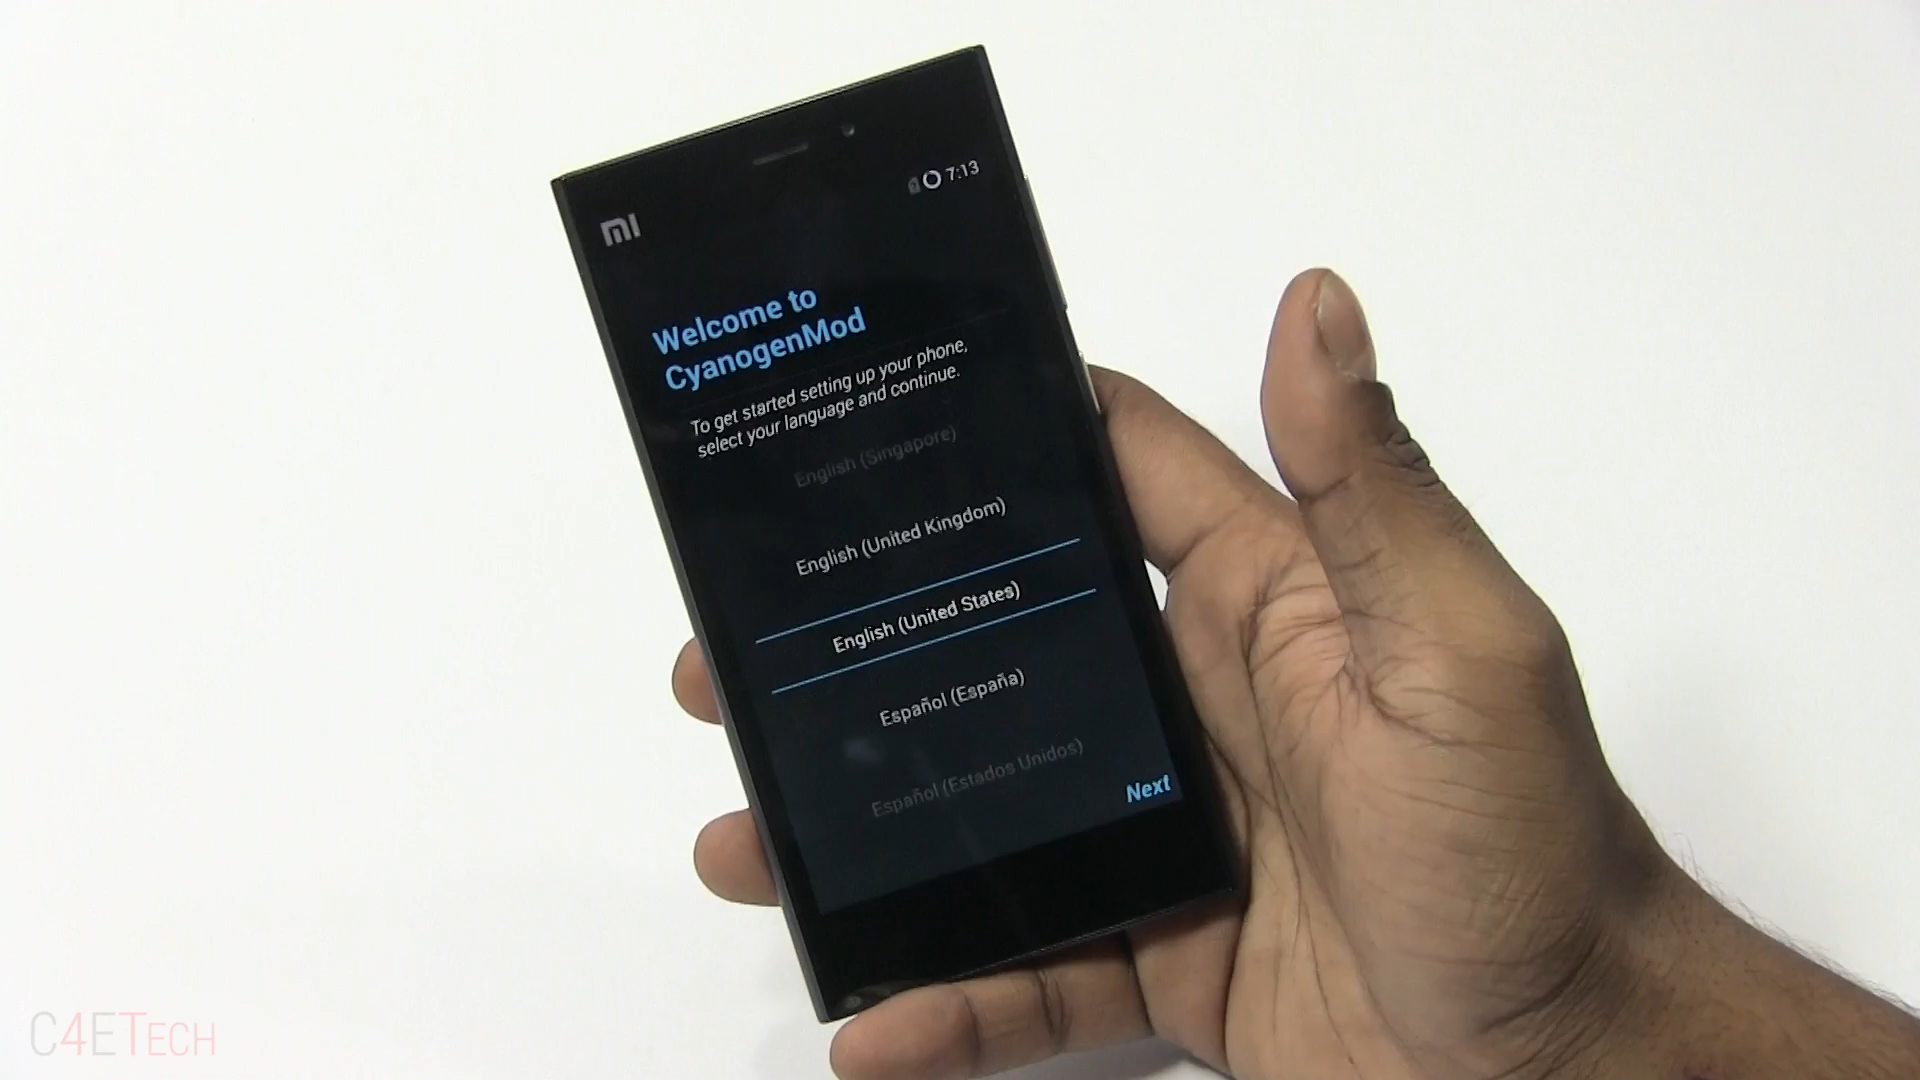 7:13
MI
Welcome to
CyanogenMod
To get started setting up your phone,
select your language and continue.
English (Singapore)
English (United Kingdom)
English (United States)
Español (España)
Español (Estados Unidos)
Next
C4ETECH